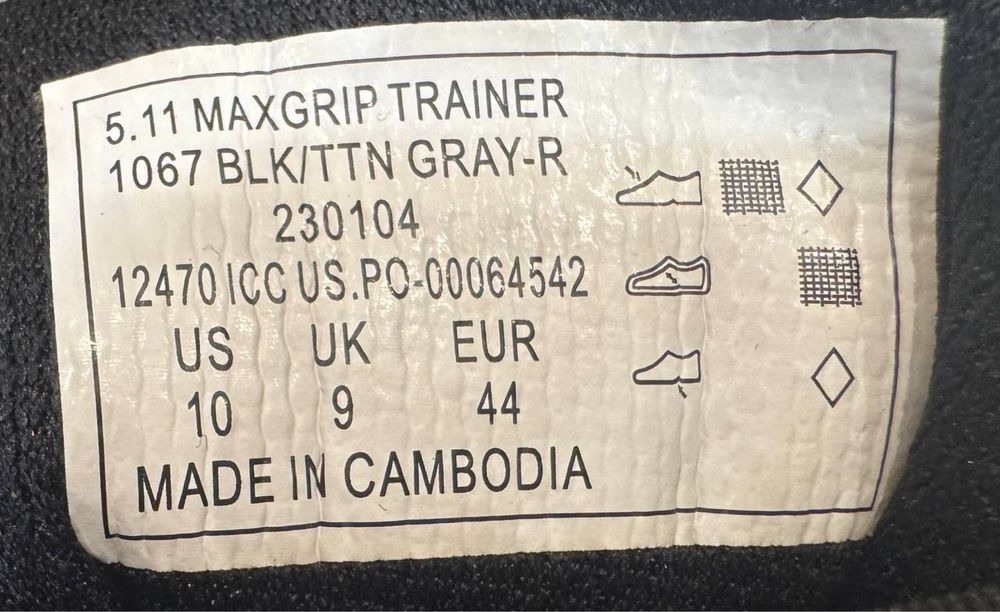 5.11 MAXGRIP TRAINER
1067 BLK/TTN GRAY-R
230104
12470 ICC US.PO-00064542
US UK EUR
10 9 44
MADE IN CAMBODIA